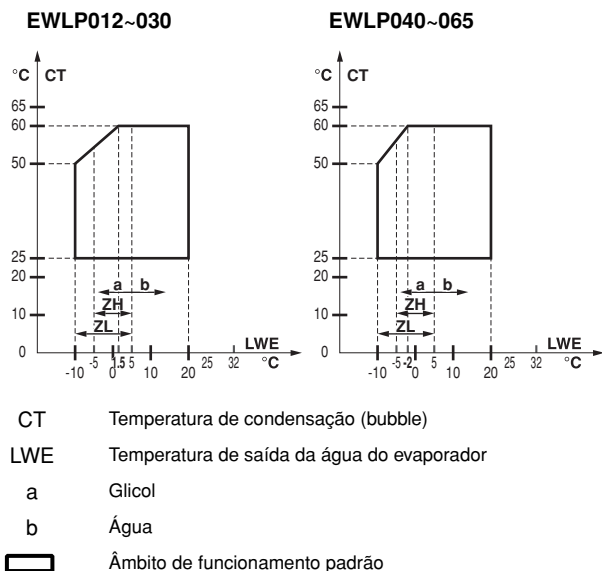 EWLP012~030 EWLP040~065
°C CT °C CT
65 65
60 60
50 50
25 25
20 20
a b a b
10 ZH 10 ZH
ZL ZL
0 LWE 0 LWE
-10 -5 0 1.5 5 10 20 25 32 °C -10 -5 -2 0 5 10 20 25 32 °C
CT Temperatura de condensação (bubble)
LWE Temperatura de saída da água do evaporador
a Glicol
b Água
Âmbito de funcionamento padrão